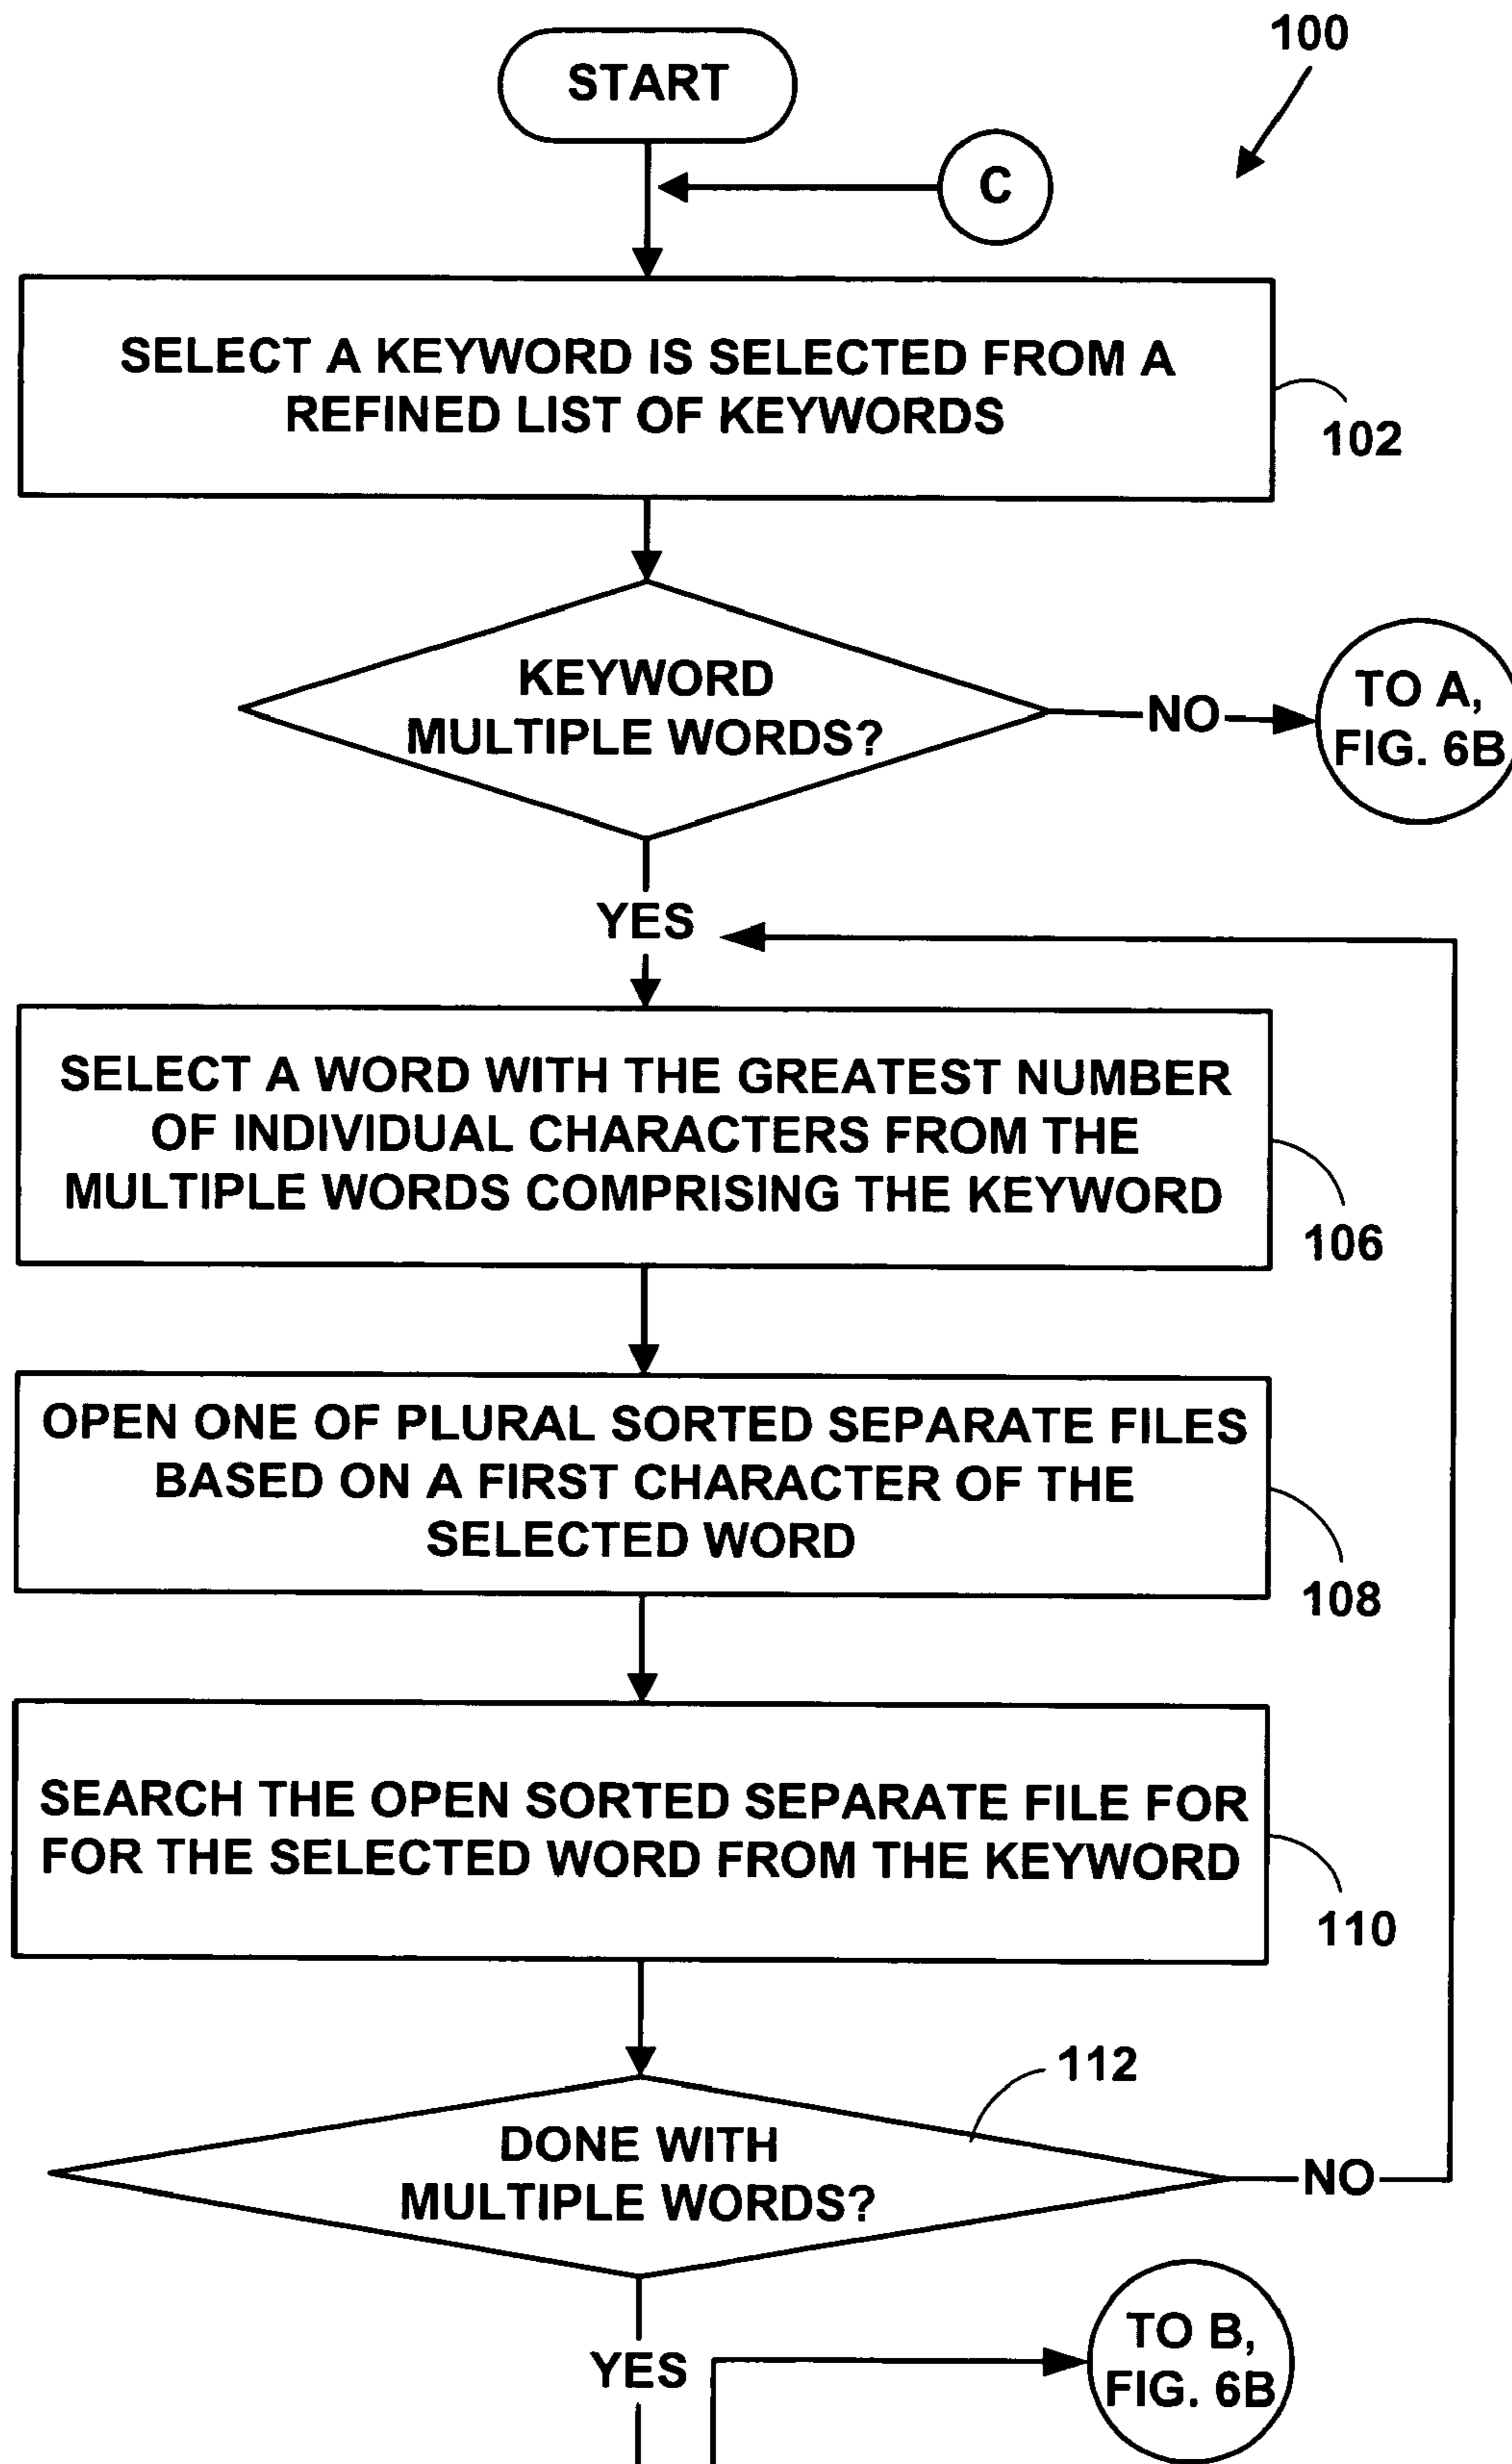 100
START
C
SELECT A KEYWORD IS SELECTED FROM A
REFINED LIST OF KEYWORDS
102
KEYWORD
MULTIPLE WORDS?
NO
TO A,
FIG. 6B
YES
SELECT A WORD WITH THE GREATEST NUMBER
OF INDIVIDUAL CHARACTERS FROM THE
MULTIPLE WORDS COMPRISING THE KEYWORD
106
OPEN ONE OF PLURAL SORTED SEPARATE FILES
BASED ON A FIRST CHARACTER OF THE
SELECTED WORD
108
SEARCH THE OPEN SORTED SEPARATE FILE FOR
FOR THE SELECTED WORD FROM THE KEYWORD
110
112
DONE WITH
MULTIPLE WORDS?
NO
YES
TO B,
FIG. 6B